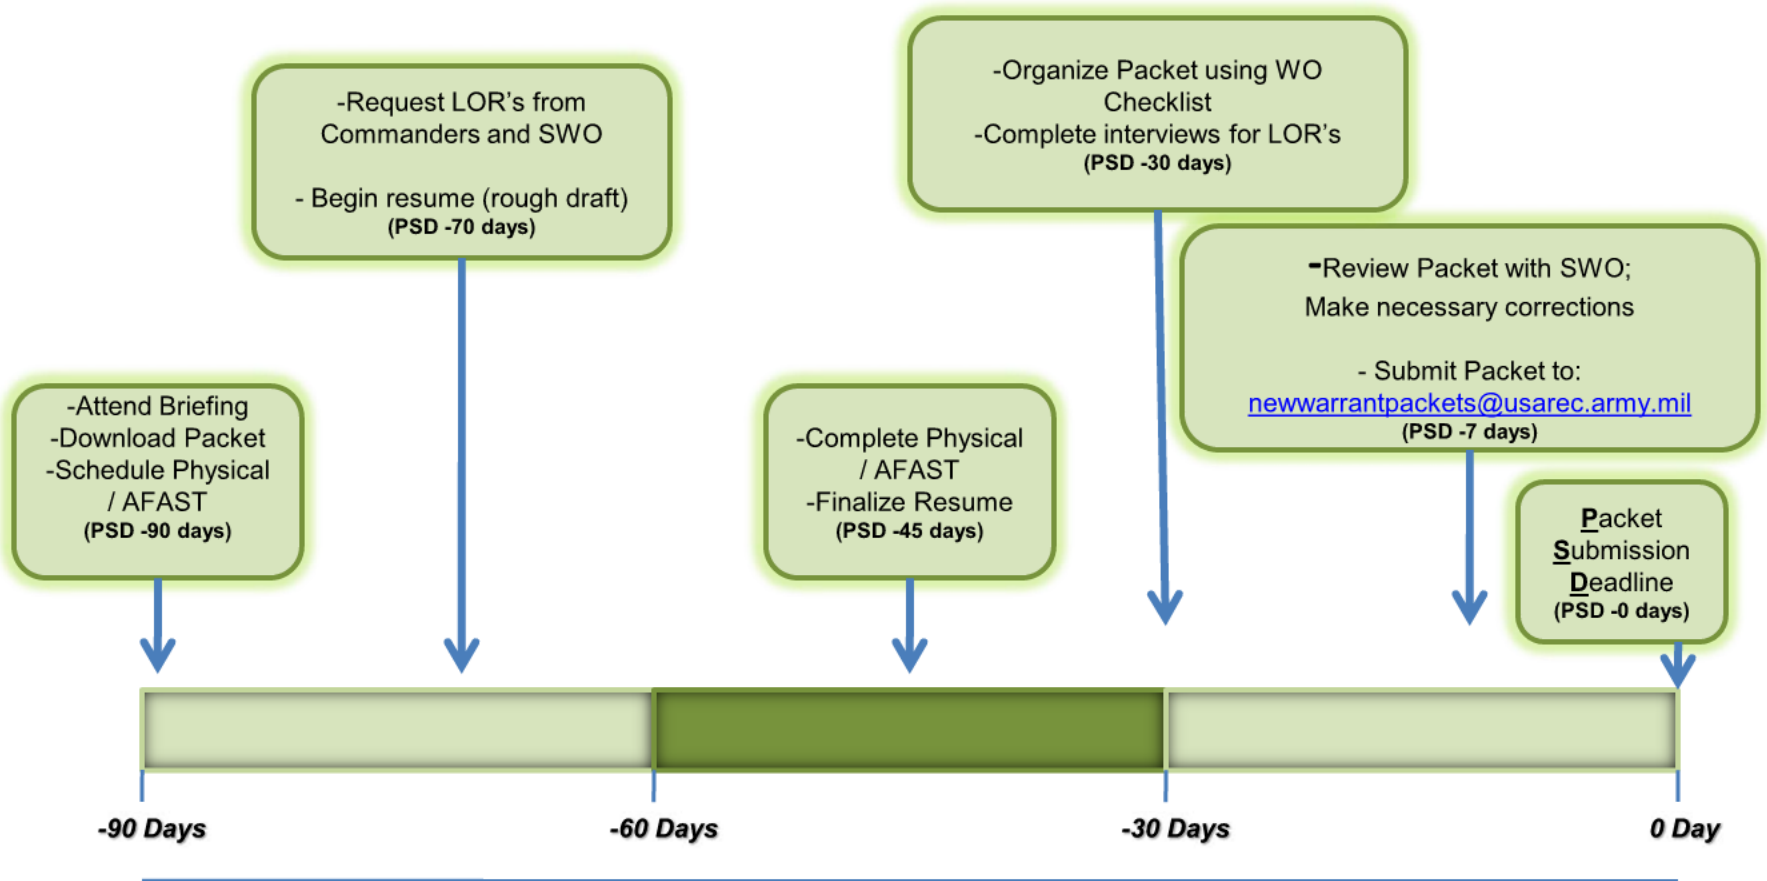 -Attend Briefing
-Download Packet
-Schedule Physical
/ AFAST
(PSD -90 days)
-Request LOR's from
Commanders and SWO
- Begin resume (rough draft)
(PSD -70 days)
-Complete Physical
/ AFAST
-Finalize Resume
(PSD -45 days)
-Organize Packet using WO
Checklist
-Complete interviews for LOR's
(PSD -30 days)
-Review Packet with SWO;
Make necessary corrections
- Submit Packet to:
newwarrantpackets@usarec.army.mil
(PSD -7 days)
Packet
Submission
Deadline
(PSD -0 days)
-90 Days
-60 Days
-30 Days
0 Day